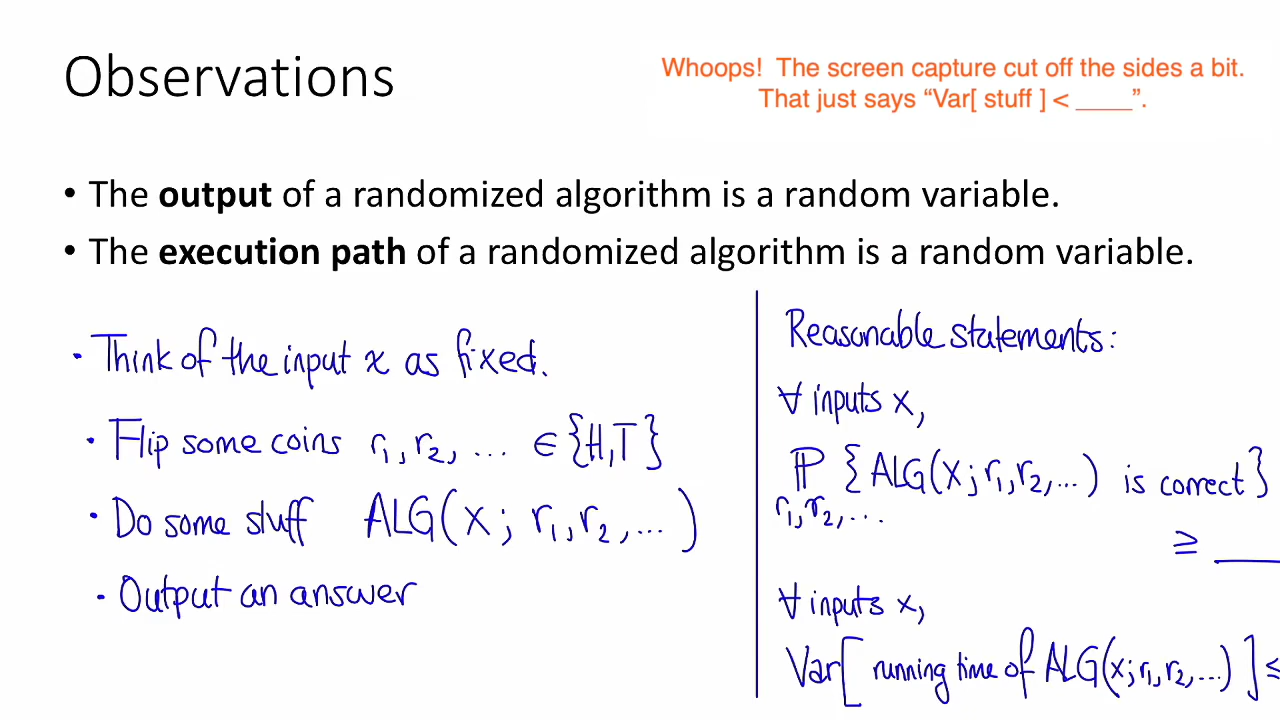 Observations
Whoops! The screen capture cut off the sides a bit.
That just says “Var[ stuff ] < ____”.
• The output of a randomized algorithm is a random variable.
• The execution path of a randomized algorithm is a random variable.
• Think of the input x as fixed.
• Flip some coins r₁, r₂, ... ∈ {H,T}
• Do some stuff ALG(x; r₁, r₂, ...)
• Output an answer
Reasonable statements:
∀ inputs x,
ℙ {ALG(x; r₁, r₂, ...) is correct}
r₁, r₂, ...
≥ ____
∀ inputs x,
Var[ running time of ALG(x; r₁, r₂, ...) ] ≤